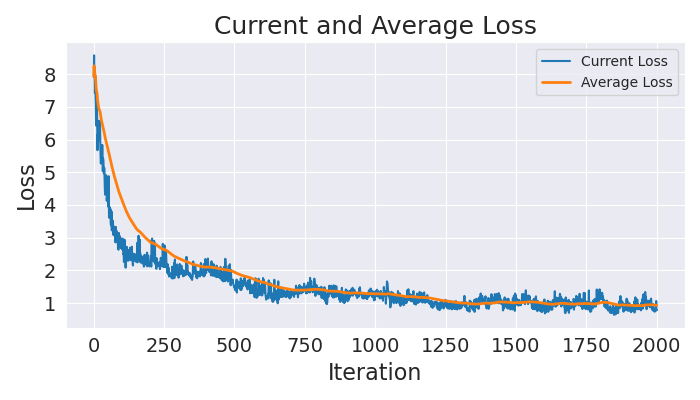 Current and Average Loss
Current Loss
Average Loss
Loss
8
7
6
5
4
3
2
1
0 250 500 750 1000 1250 1500 1750 2000
Iteration